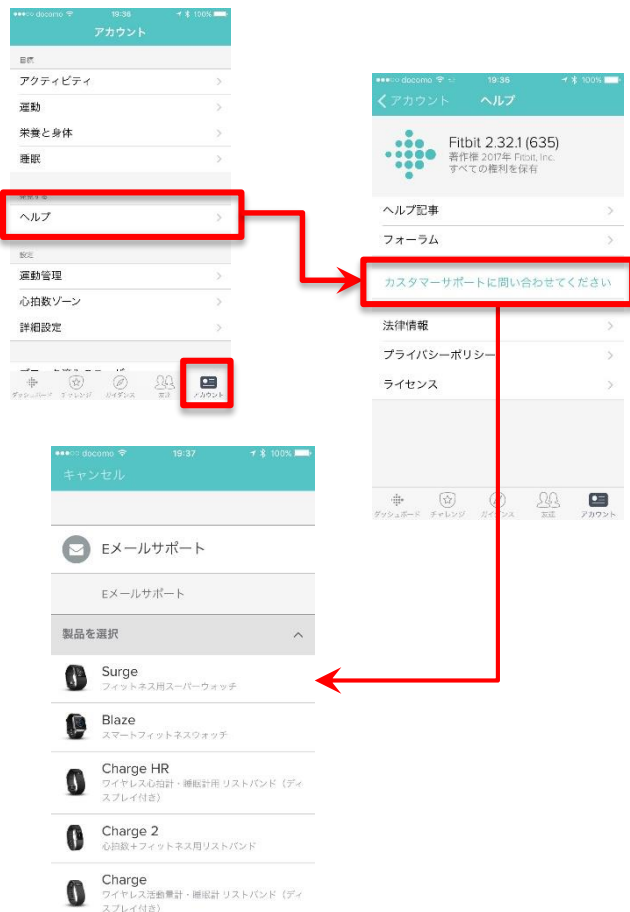 docomo 19:36 100%
アカウント
目標
アクティビティ
運動
栄養と身体
睡眠
ヘルプ
設定
運動管理
心拍数ゾーン
詳細設定
ダッシュボード チャレンジ ガイダンス 友達 アカウント
docomo 19:36 100%
アカウント ヘルプ
Fitbit 2.32.1 (635)
著作権 2017年 Fitbit, Inc.
すべての権利を保有
ヘルプ記事
フォーラム
カスタマーサポートに問い合わせてください
法律情報
プライバシーポリシー
ライセンス
ダッシュボード チャレンジ ガイダンス 友達 アカウント
docomo 19:37 100%
キャンセル
Eメールサポート
Eメールサポート
製品を選択
Surge
フィットネス用スーパーウォッチ
Blaze
スマートフィットネスウォッチ
Charge HR
ワイヤレス心拍計・睡眠計用 リストバンド（ディ
スプレイ付き）
Charge 2
心拍数+フィットネス用リストバンド
Charge
ワイヤレス活動量計・睡眠計 リストバンド（ディ
スプレイ付き）